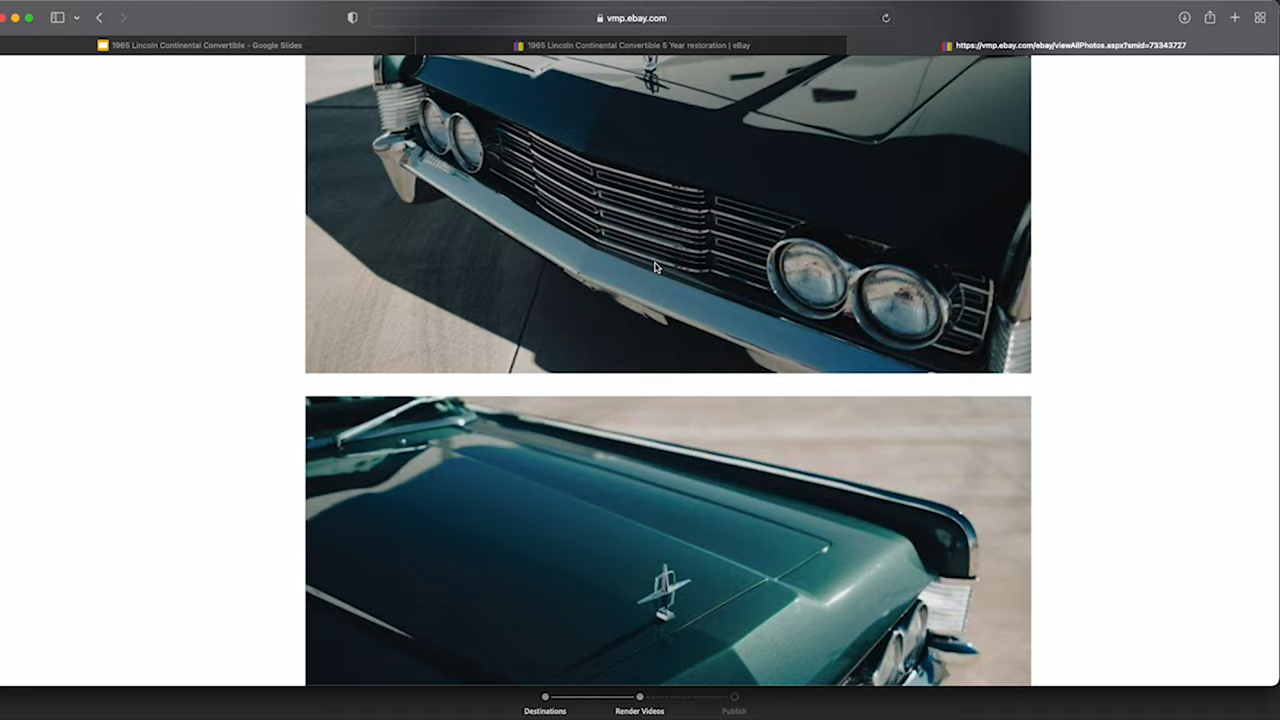 vmp.ebay.com
1965 Lincoln Continental Convertible - Google Slides
1965 Lincoln Continental Convertible 5 Year restoration | eBay
https://vmp.ebay.com/ebay/viewAllPhotos.aspx?smid=73343727
Destinations
Render Videos
Publish